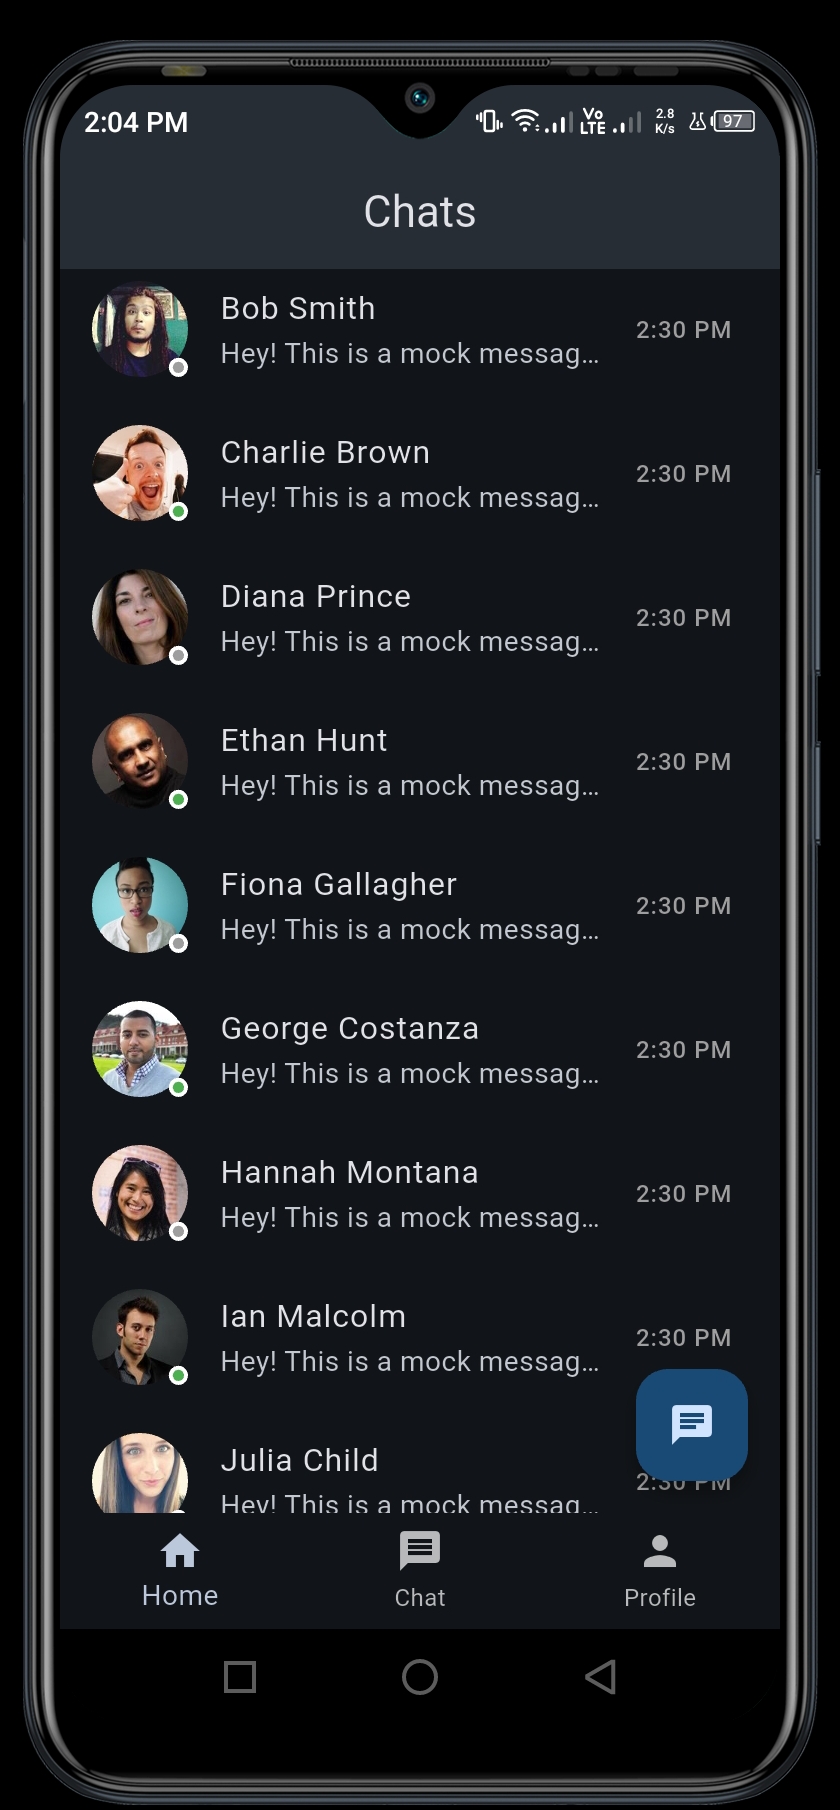 2:04 PM
Vo
LTE
2.8
K/s
97
Chats
Bob Smith
Hey! This is a mock messag...
2:30 PM
Charlie Brown
Hey! This is a mock messag...
2:30 PM
Diana Prince
Hey! This is a mock messag...
2:30 PM
Ethan Hunt
Hey! This is a mock messag...
2:30 PM
Fiona Gallagher
Hey! This is a mock messag...
2:30 PM
George Costanza
Hey! This is a mock messag...
2:30 PM
Hannah Montana
Hey! This is a mock messag...
2:30 PM
Ian Malcolm
Hey! This is a mock messag...
2:30 PM
Julia Child
Hey! This is a mock messag...
2:30 PM
Home
Chat
Profile